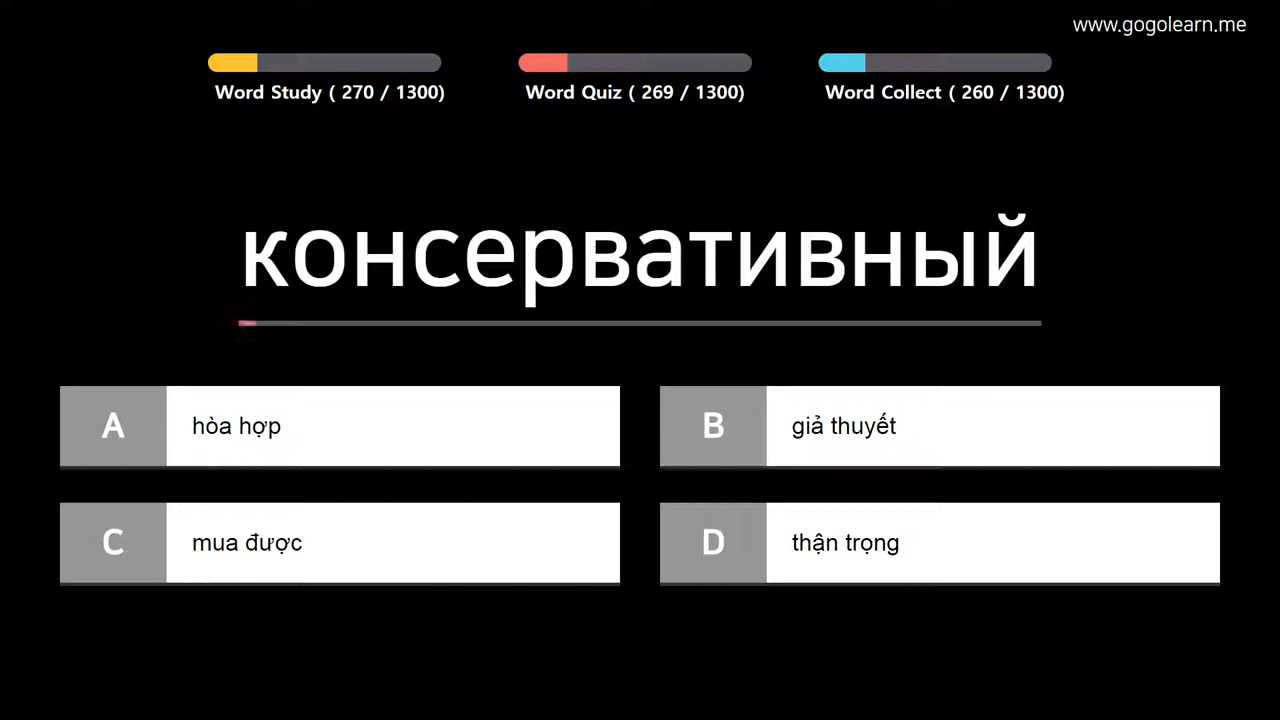 www.gogolearn.me
Word Study ( 270 / 1300)
Word Quiz ( 269 / 1300)
Word Collect ( 260 / 1300)
консервативный
A hòa hợp
B giả thuyết
C mua được
D thận trọng